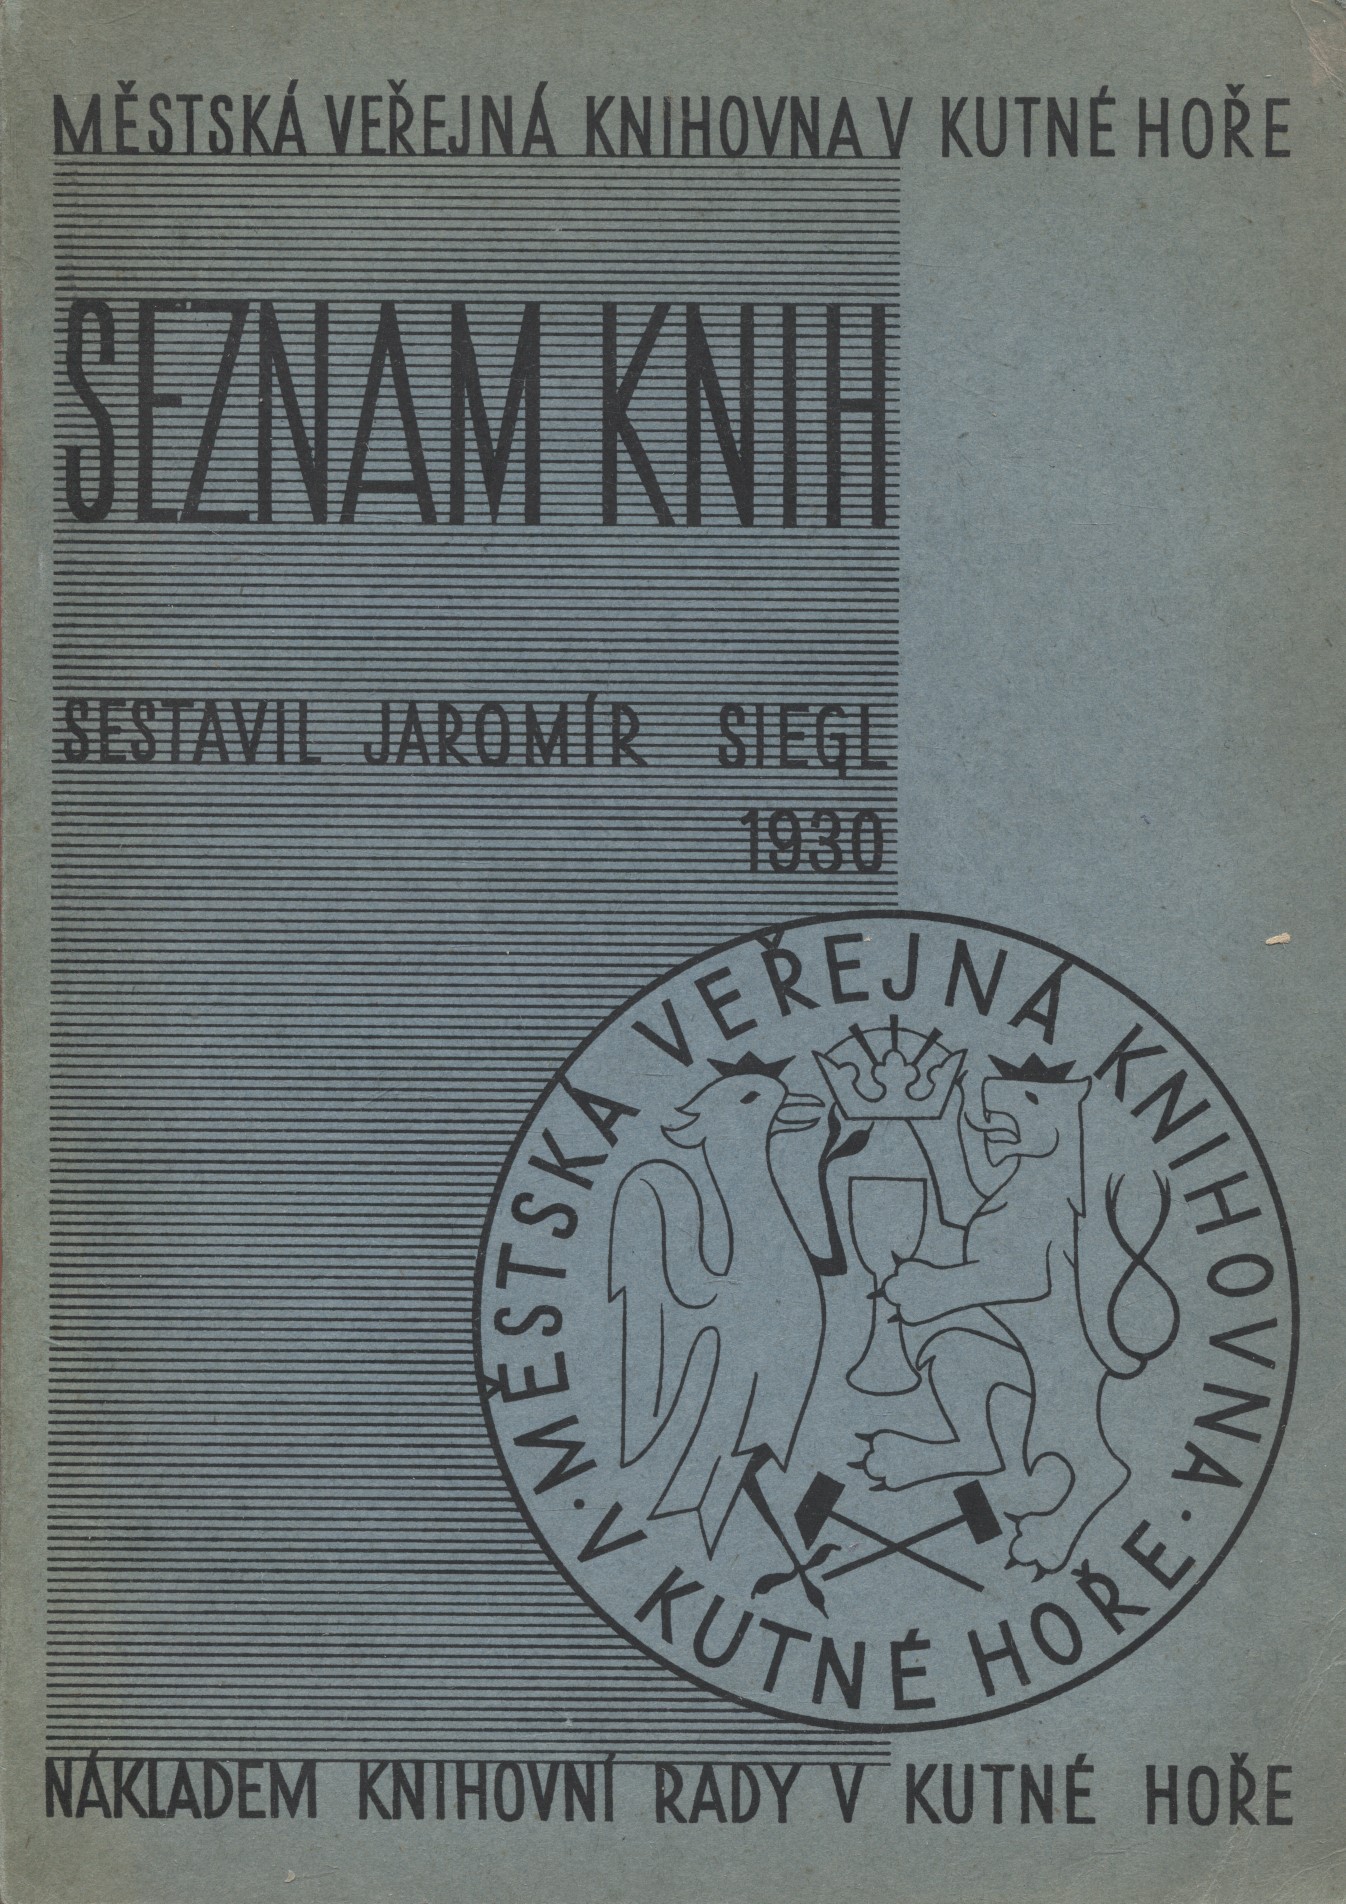 MĚSTSKÁ VEŘEJNÁ KNIHOVNA V KUTNÉ HOŘE
SEZNAM KNIH
SESTAVIL JAROMÍR SIEGL
1930
MĚSTSKÁ VEŘEJNÁ KNIHOVNA
· V KUTNÉ HOŘE ·
NÁKLADEM KNIHOVNÍ RADY V KUTNÉ HOŘE